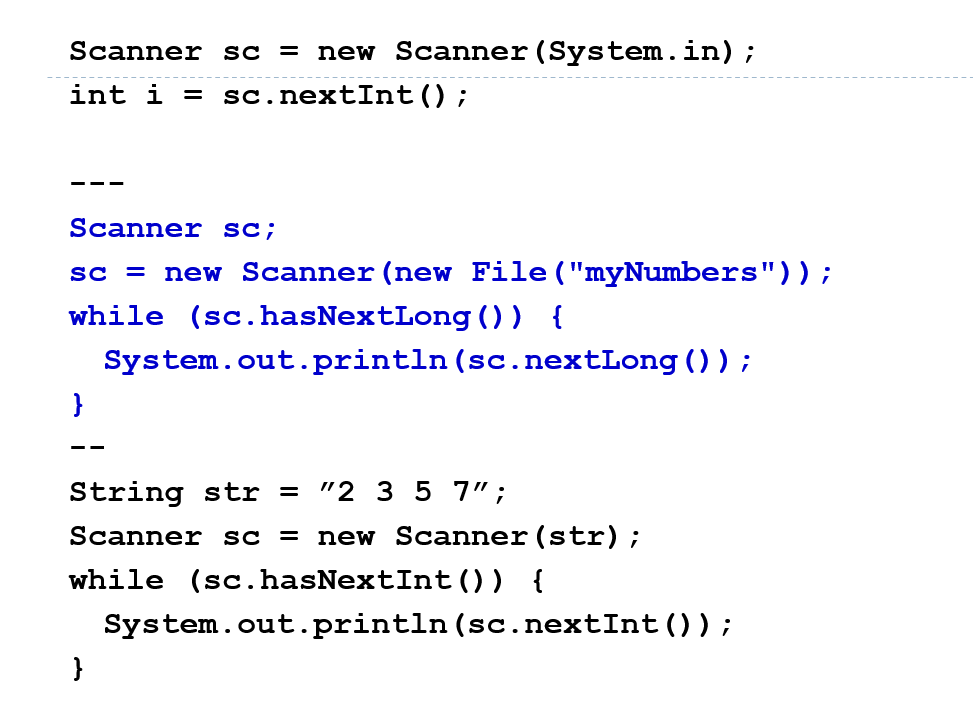 Scanner sc = new Scanner(System.in);
int i = sc.nextInt();
---
Scanner sc;
sc = new Scanner(new File("myNumbers"));
while (sc.hasNextLong()) {
System.out.println(sc.nextLong());
}
--
String str = ”2 3 5 7”;
Scanner sc = new Scanner(str);
while (sc.hasNextInt()) {
System.out.println(sc.nextInt());
}